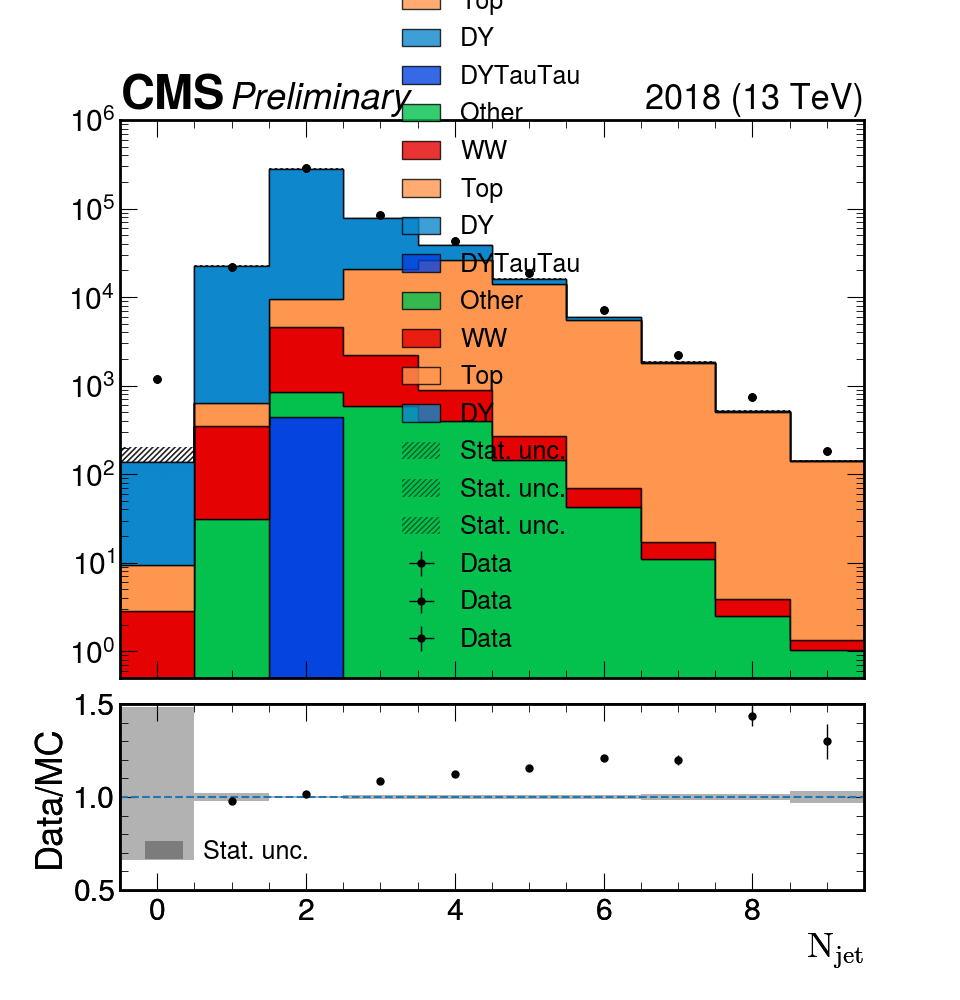 Top
DY
DYTauTau
CMS Preliminary 2018 (13 TeV)
Other
10^6
WW
Top
10^5
DY
DYTauTau
10^4
Other
WW
10^3
Top
DY
Stat. unc.
10^2
Stat. unc.
Stat. unc.
10^1
Data
Data
Data
10^0
1.5
Data/MC
1.0
Stat. unc.
0.5
0 2 4 6 8
N_jet